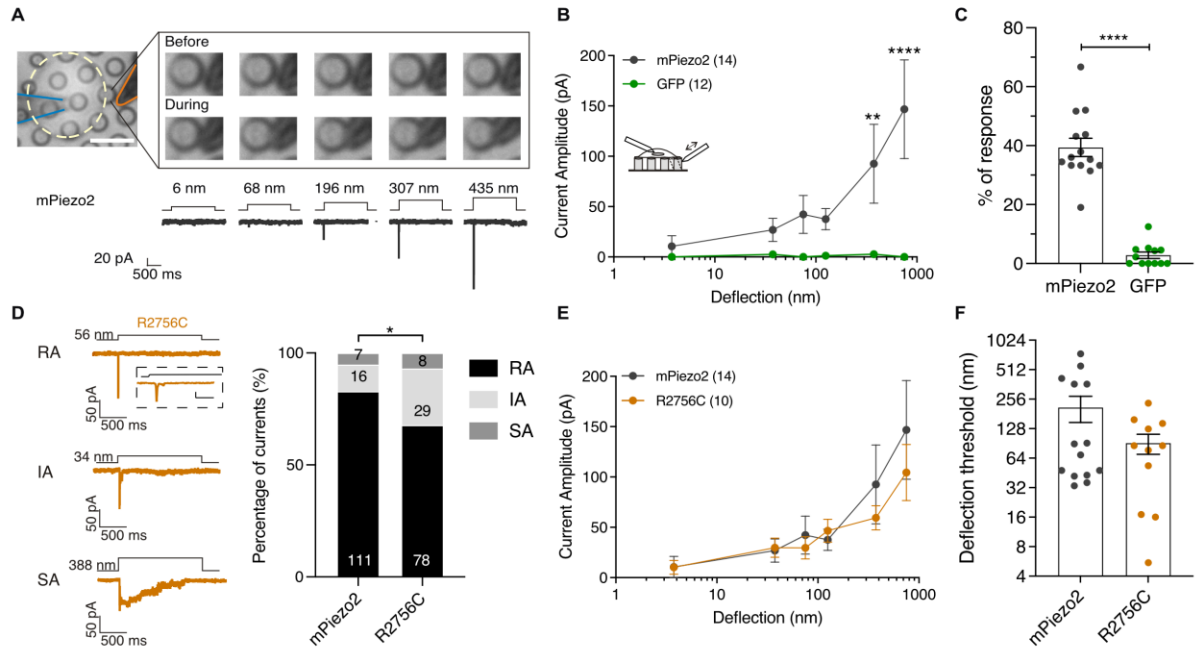 A
Before
During
mPiezo2
6 nm
68 nm
196 nm
307 nm
435 nm
20 pA
500 ms
B
Current Amplitude (pA)
200
150
100
50
0
mPiezo2 (14)
GFP (12)
**
****
1
10
100
1000
Deflection (nm)
C
****
% of response
80
60
40
20
0
mPiezo2
GFP
D
R2756C
RA
56 nm
50 pA
500 ms
IA
34 nm
50 pA
500 ms
SA
388 nm
50 pA
500 ms
Percentage of currents (%)
100
50
0
*
7
16
111
8
29
78
mPiezo2
R2756C
RA
IA
SA
E
Current Amplitude (pA)
200
150
100
50
0
mPiezo2 (14)
R2756C (10)
1
10
100
1000
Deflection (nm)
F
Deflection threshold (nm)
1024
512
256
128
64
32
16
8
4
mPiezo2
R2756C